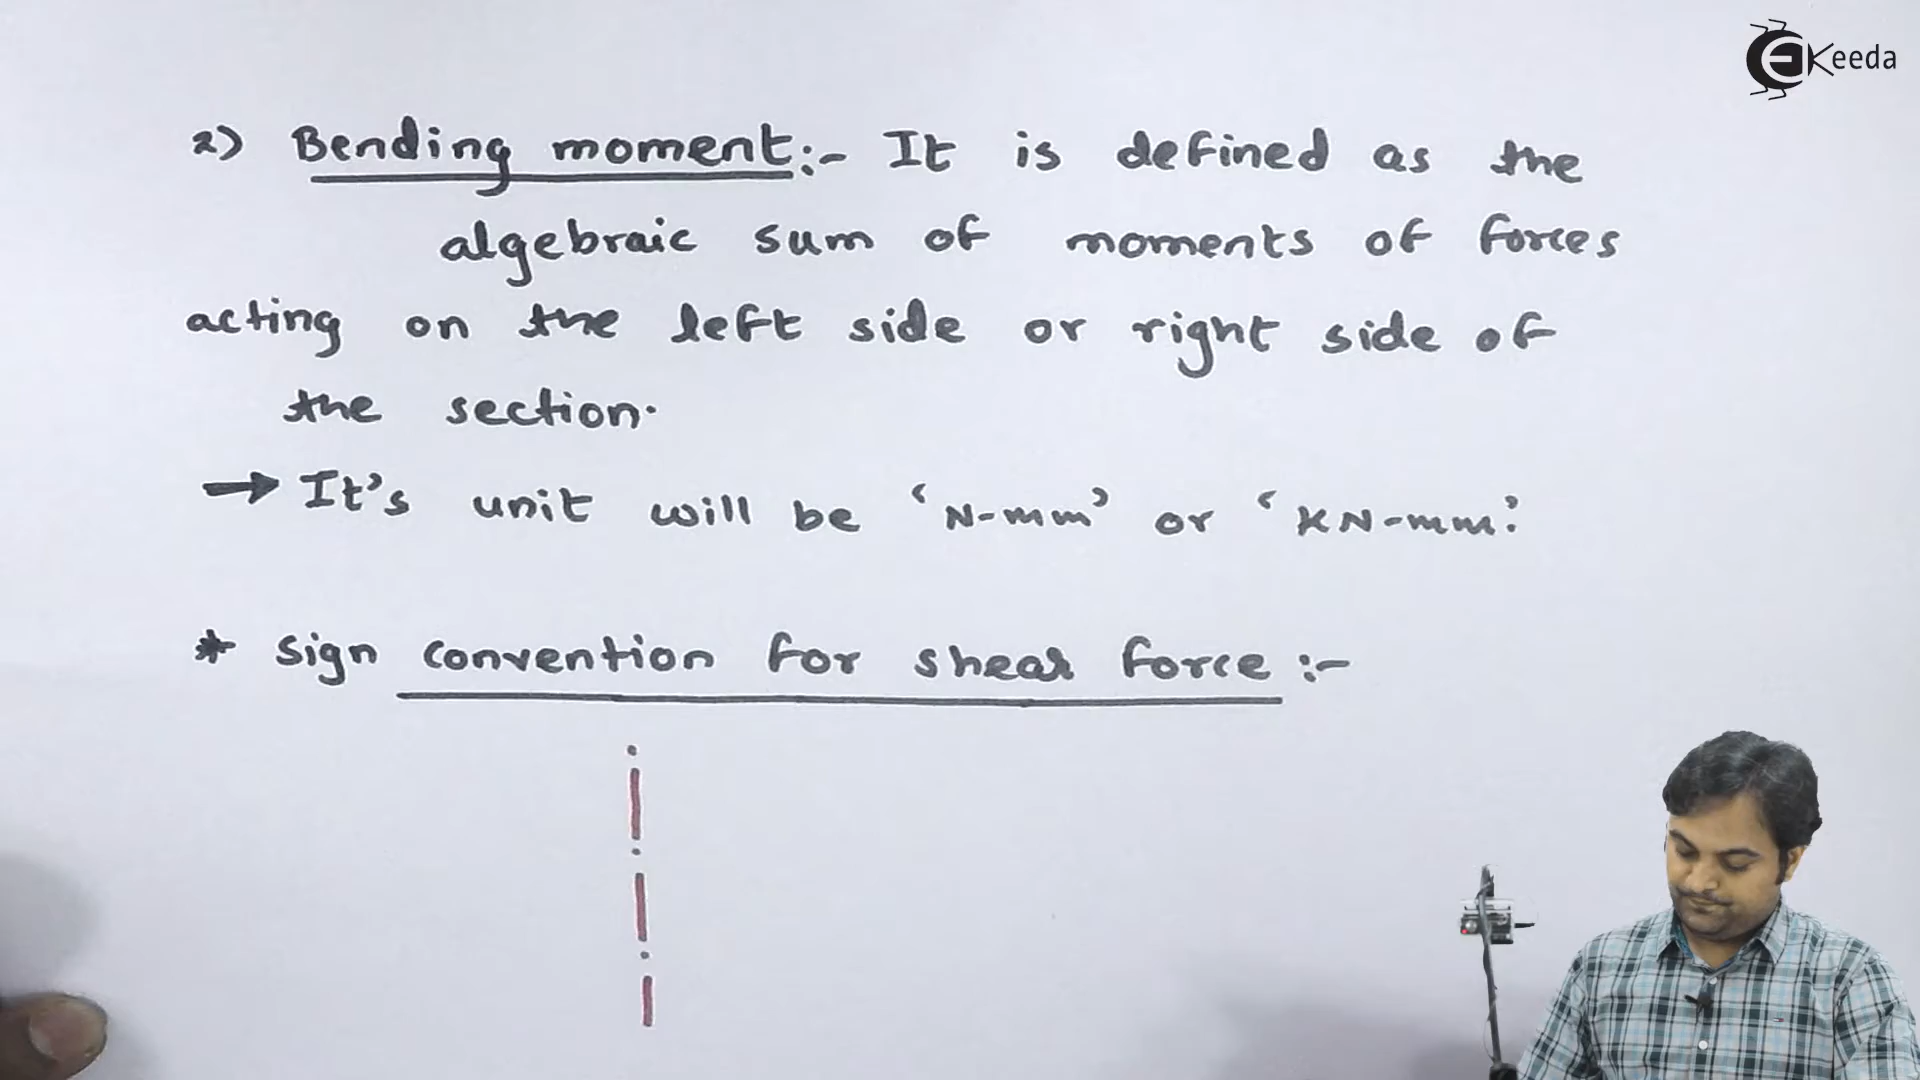 EKeeda
2) Bending moment:- It is defined as the
algebraic sum of moments of forces
acting on the left side or right side of
the section.
→ It's unit will be 'N-mm' or 'KN-mm'.
* Sign convention for shear force :-